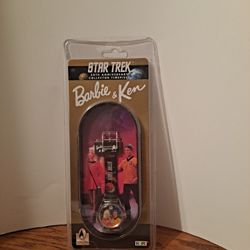 STAR TREK
30TH ANNIVERSARY
COLLECTOR TIMEPIECE
Barbie & Ken